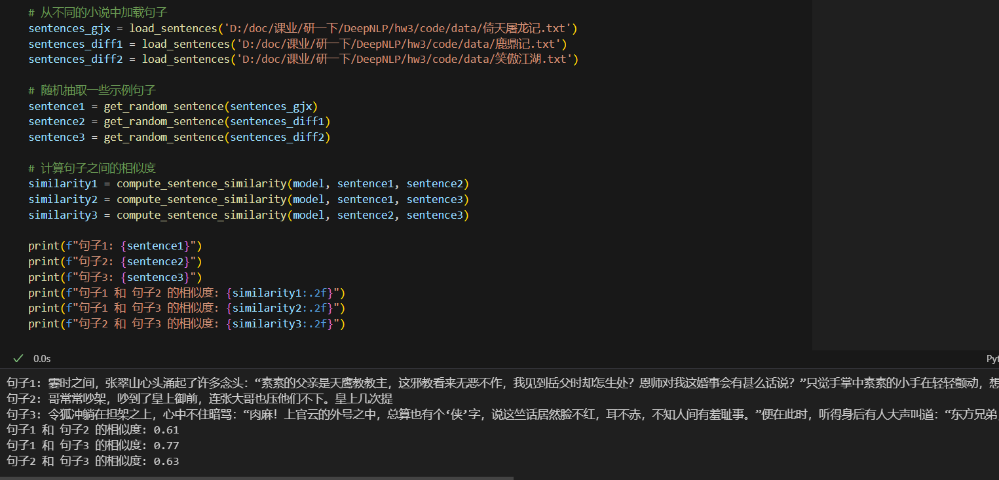 # 从不同的小说中加载句子
sentences_gjx = load_sentences('D:/doc/课业/研一下/DeepNLP/hw3/code/data/倚天屠龙记.txt')
sentences_diff1 = load_sentences('D:/doc/课业/研一下/DeepNLP/hw3/code/data/鹿鼎记.txt')
sentences_diff2 = load_sentences('D:/doc/课业/研一下/DeepNLP/hw3/code/data/笑傲江湖.txt')
# 随机抽取一些示例句子
sentence1 = get_random_sentence(sentences_gjx)
sentence2 = get_random_sentence(sentences_diff1)
sentence3 = get_random_sentence(sentences_diff2)
# 计算句子之间的相似度
similarity1 = compute_sentence_similarity(model, sentence1, sentence2)
similarity2 = compute_sentence_similarity(model, sentence1, sentence3)
similarity3 = compute_sentence_similarity(model, sentence2, sentence3)
print(f"句子1: {sentence1}")
print(f"句子2: {sentence2}")
print(f"句子3: {sentence3}")
print(f"句子1 和 句子2 的相似度: {similarity1:.2f}")
print(f"句子1 和 句子3 的相似度: {similarity2:.2f}")
print(f"句子2 和 句子3 的相似度: {similarity3:.2f}")
0.0s
Pyt
句子1: 霎时之间，张翠山心头涌起了许多念头：“素素的父亲是天鹰教教主，这邪教看来无恶不作，我见到岳父时却怎生处？恩师对我这婚事会有甚么话说？”只觉手掌中素素的小手在轻轻颤动，想
句子2: 哥常常吵架，吵到了皇上御前，连张大哥也压他们不下。皇上几次提
句子3: 令狐冲躺在担架之上，心中不住暗骂：“肉麻！上官云的外号之中，总算也有个‘侠’字，说这竺话居然脸不红，耳不赤，不知人间有羞耻事。”便在此时，听得身后有人大声叫道：“东方兄弟，
句子1 和 句子2 的相似度: 0.61
句子1 和 句子3 的相似度: 0.77
句子2 和 句子3 的相似度: 0.63